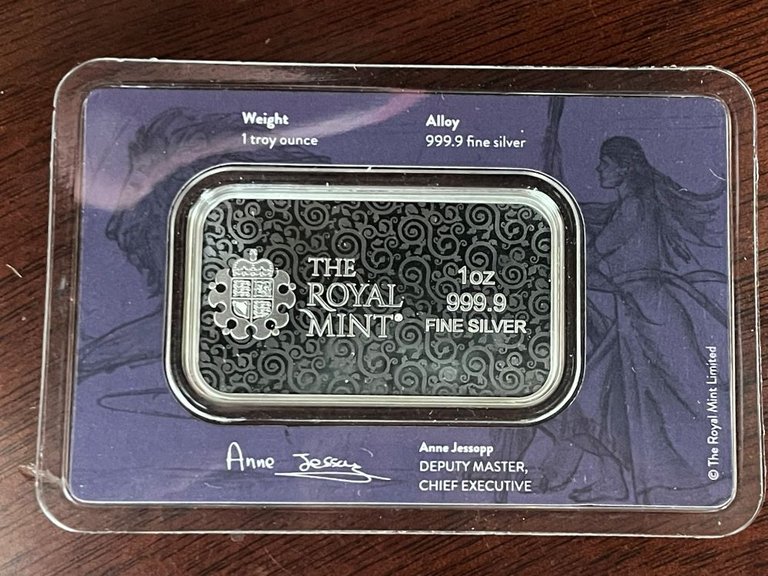 Weight
1 troy ounce
Alloy
999.9 fine silver
THE
ROYAL
MINT®
1oz
999.9
FINE SILVER
Anne Jessopp
Anne Jessopp
DEPUTY MASTER,
CHIEF EXECUTIVE
© The Royal Mint Limited